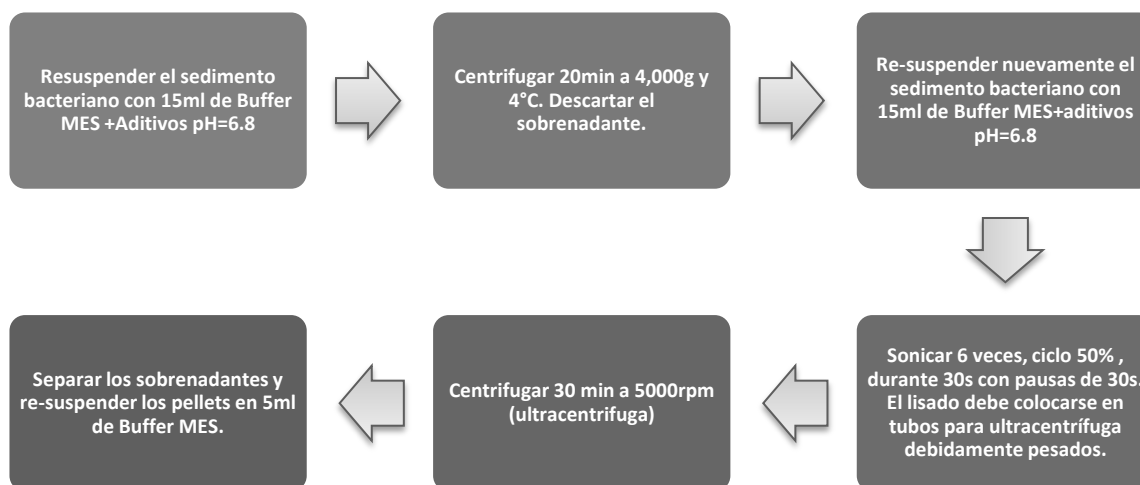 Resuspender el sedimento
bacteriano con 15ml de Buffer
MES +Aditivos pH=6.8
Centrifugar 20min a 4,000g y
4°C. Descartar el
sobrenadante.
Re-suspender nuevamente el
sedimento bacteriano con
15ml de Buffer MES+aditivos
pH=6.8
Sonicar 6 veces, ciclo 50% ,
durante 30s con pausas de 30s.
El lisado debe colocarse en
tubos para ultracentrífuga
debidamente pesados.
Centrifugar 30 min a 5000rpm
(ultracentrifuga)
Separar los sobrenadantes y
re-suspender los pellets en 5ml
de Buffer MES.